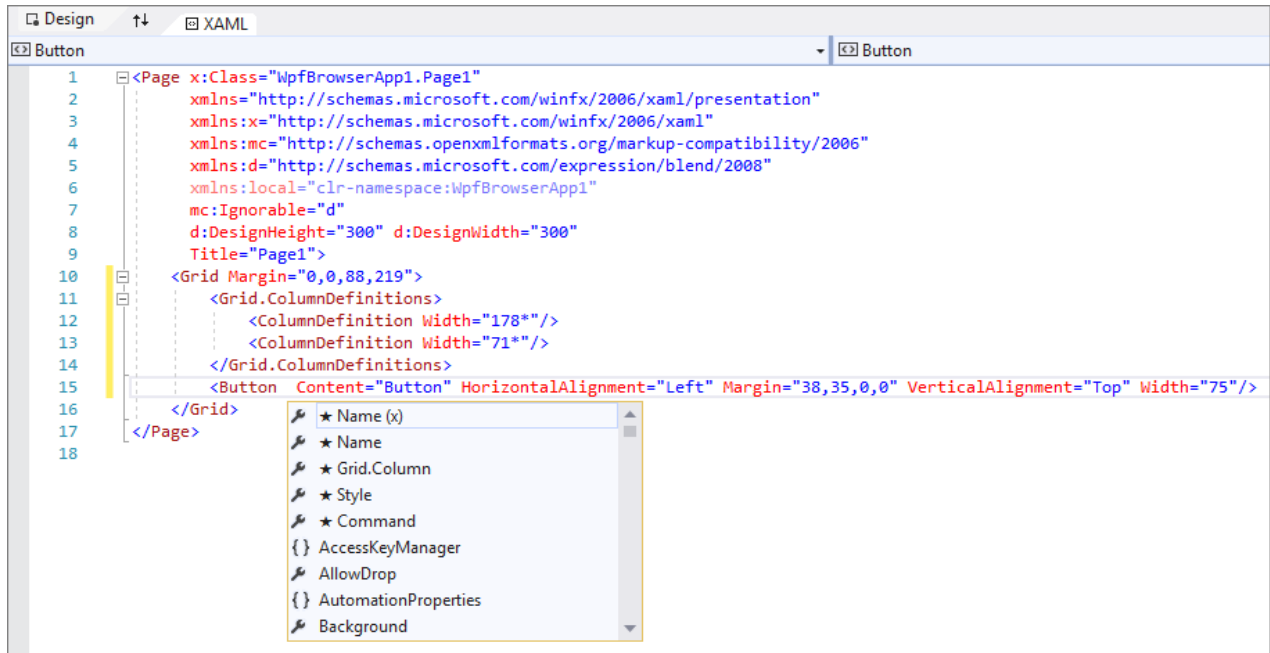 Design XAML
Button Button
1 <Page x:Class="WpfBrowserApp1.Page1"
2 xmlns="http://schemas.microsoft.com/winfx/2006/xaml/presentation"
3 xmlns:x="http://schemas.microsoft.com/winfx/2006/xaml"
4 xmlns:mc="http://schemas.openxmlformats.org/markup-compatibility/2006"
5 xmlns:d="http://schemas.microsoft.com/expression/blend/2008"
6 xmlns:local="clr-namespace:WpfBrowserApp1"
7 mc:Ignorable="d"
8 d:DesignHeight="300" d:DesignWidth="300"
9 Title="Page1">
10 <Grid Margin="0,0,88,219">
11 <Grid.ColumnDefinitions>
12 <ColumnDefinition Width="178*"/>
13 <ColumnDefinition Width="71*"/>
14 </Grid.ColumnDefinitions>
15 <Button  Content="Button" HorizontalAlignment="Left" Margin="38,35,0,0" VerticalAlignment="Top" Width="75"/>
16 </Grid>
17 </Page>
18
★ Name (x)
★ Name
★ Grid.Column
★ Style
★ Command
{} AccessKeyManager
AllowDrop
{} AutomationProperties
Background